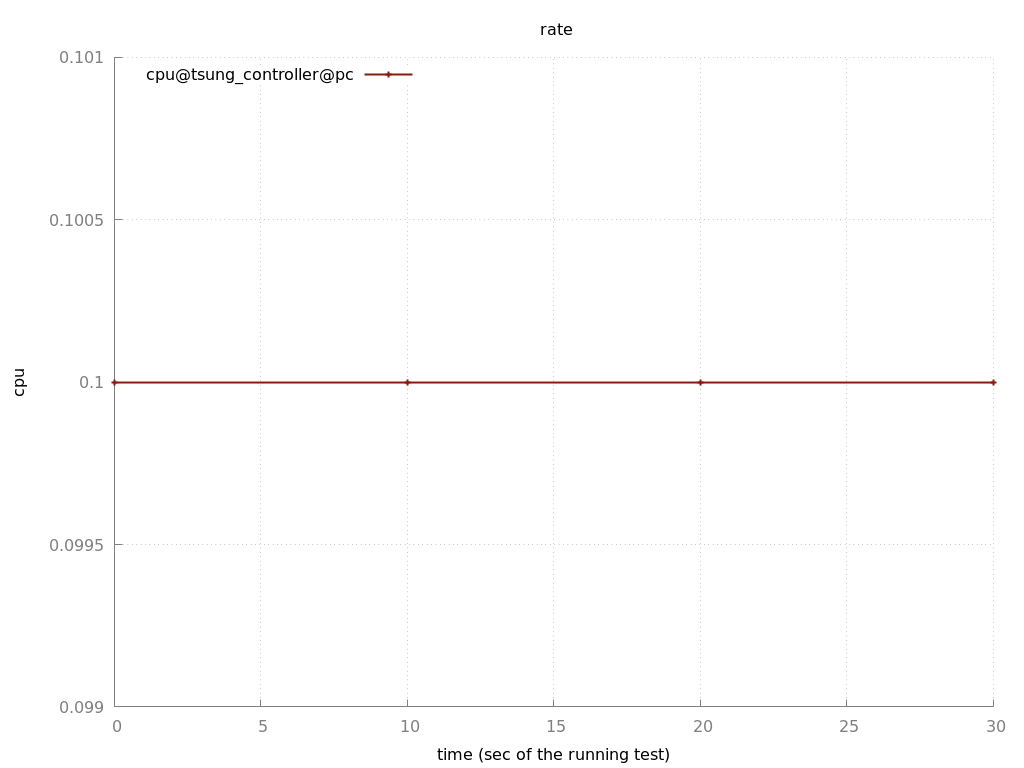 rate
0.101
cpu@tsung_controller@pc
0.1005
cpu
0.1
0.0995
0.099
0 5 10 15 20 25 30
time (sec of the running test)